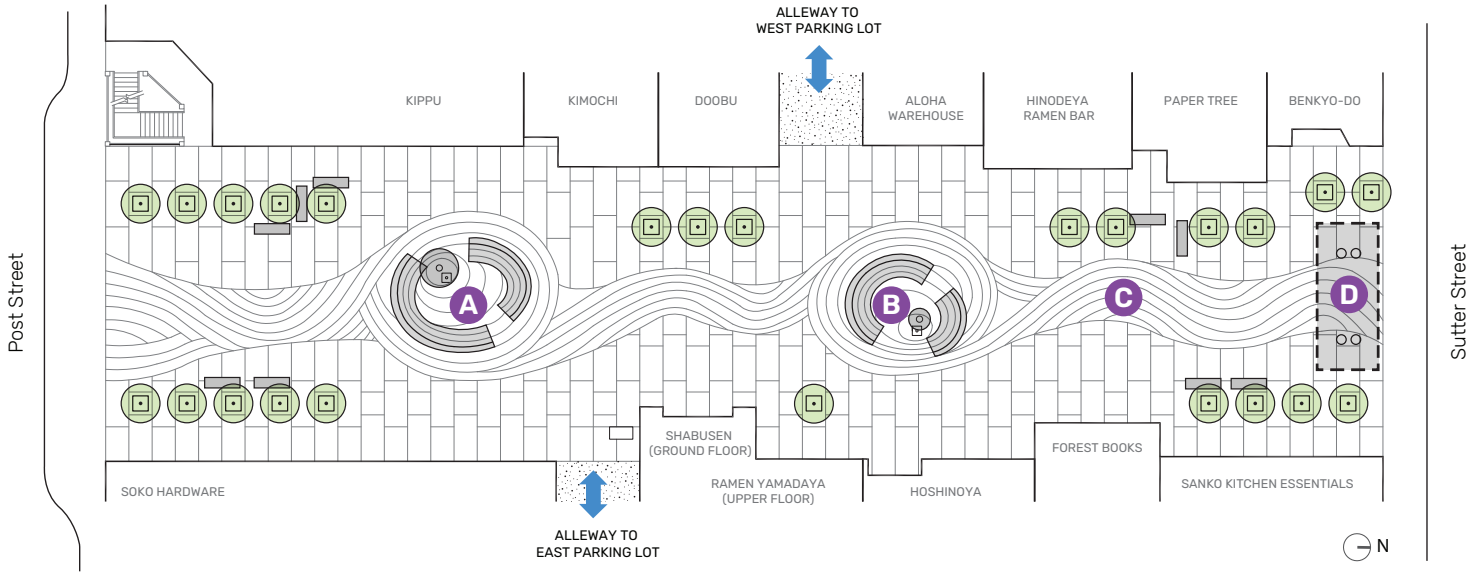 ALLEWAY TO
WEST PARKING LOT
KIPPU
KIMOCHI
DOOBU
ALOHA
WAREHOUSE
HINODEYA
RAMEN BAR
PAPER TREE
BENKYO-DO
Post Street
Sutter Street
A
B
C
D
SHABUSEN
(GROUND FLOOR)
FOREST BOOKS
SOKO HARDWARE
RAMEN YAMADAYA
(UPPER FLOOR)
HOSHINOYA
SANKO KITCHEN ESSENTIALS
ALLEWAY TO
EAST PARKING LOT
N